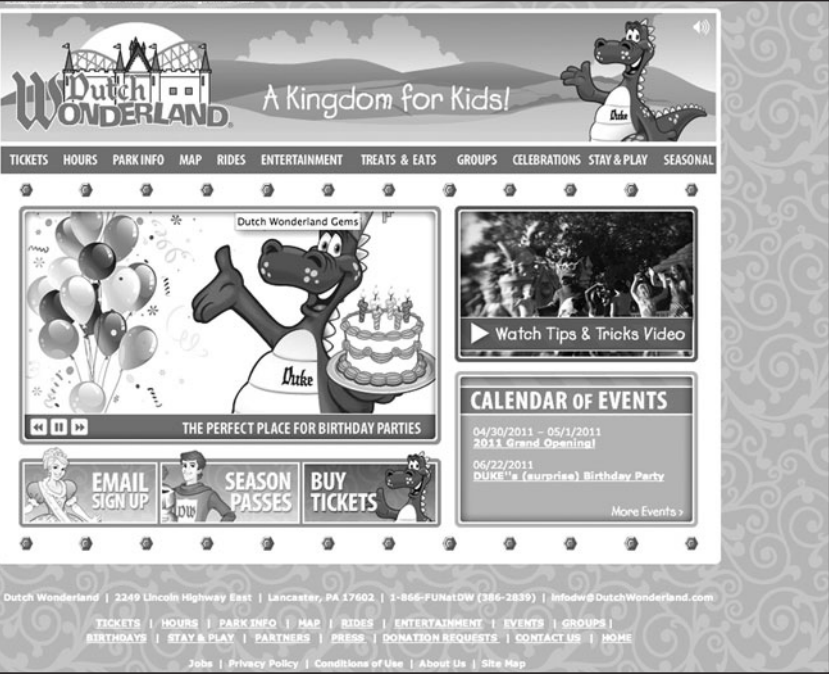 Dutch
WONDERLAND®
A Kingdom for Kids!
Duke
TICKETS HOURS PARK INFO MAP RIDES ENTERTAINMENT TREATS & EATS GROUPS CELEBRATIONS STAY & PLAY SEASONAL
Dutch Wonderland Gems
Duke
THE PERFECT PLACE FOR BIRTHDAY PARTIES
Watch Tips & Tricks Video
CALENDAR OF EVENTS
04/30/2011 – 05/1/2011
2011 Grand Opening!
06/22/2011
DUKE''s (surprise) Birthday Party
More Events >
EMAIL
SIGN UP
DW
SEASON
PASSES
BUY
TICKETS
Dutch Wonderland | 2249 Lincoln Highway East | Lancaster, PA 17602 | 1-866-FUNatDW (386-2839) | infodw@DutchWonderland.com
TICKETS | HOURS | PARK INFO | MAP | RIDES | ENTERTAINMENT | EVENTS | GROUPS |
BIRTHDAYS | STAY & PLAY | PARTNERS | PRESS | DONATION REQUESTS | CONTACT US | HOME
Jobs | Privacy Policy | Conditions of Use | About Us | Site Map